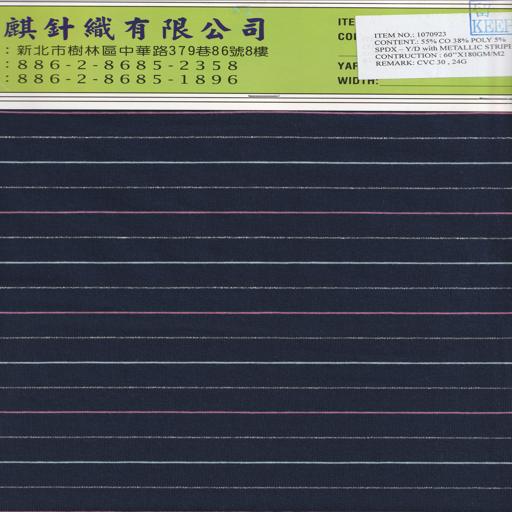 麒針織有限公司
: 新北市樹林區中華路379巷86號8樓
: 886-2-8685-2358
: 886-2-8685-1896
ITE
CO
YAR
WIDTH:
KEEP
ITEM NO.: 1070923
CONTENT.: 55% CO 38% POLY 5%
SPDX – Y/D with METALLIC STRIPE
CONTRUCTION : 60"X180GM/M2
REMARK: CVC 30 , 24G